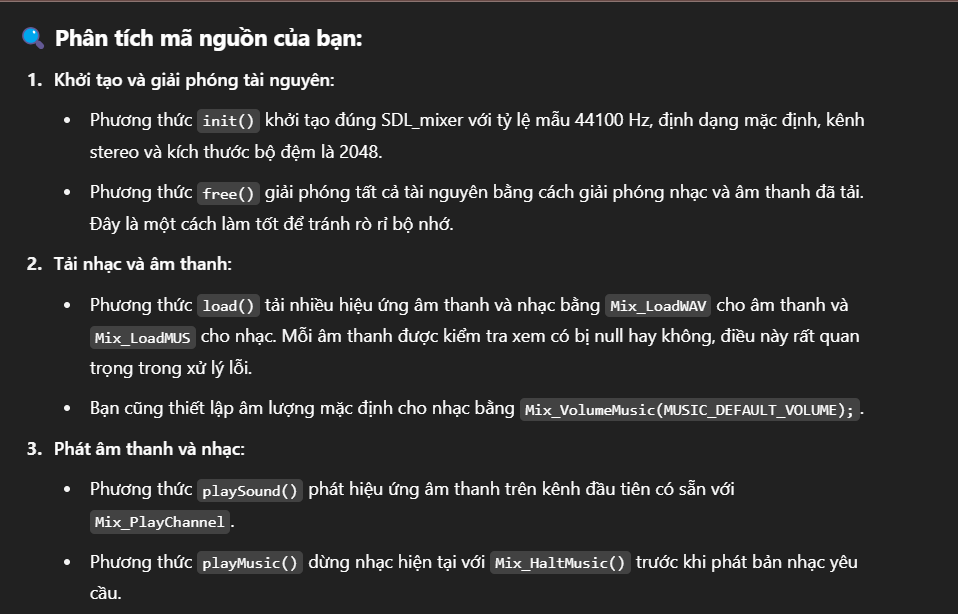 Phân tích mã nguồn của bạn:
1. Khởi tạo và giải phóng tài nguyên:
• Phương thức init() khởi tạo đúng SDL_mixer với tỷ lệ mẫu 44100 Hz, định dạng mặc định, kênh
stereo và kích thước bộ đệm là 2048.
• Phương thức free() giải phóng tất cả tài nguyên bằng cách giải phóng nhạc và âm thanh đã tải.
Đây là một cách làm tốt để tránh rò rỉ bộ nhớ.
2. Tải nhạc và âm thanh:
• Phương thức load() tải nhiều hiệu ứng âm thanh và nhạc bằng Mix_LoadWAV cho âm thanh và
Mix_LoadMUS cho nhạc. Mỗi âm thanh được kiểm tra xem có bị null hay không, điều này rất quan
trọng trong xử lý lỗi.
• Bạn cũng thiết lập âm lượng mặc định cho nhạc bằng Mix_VolumeMusic(MUSIC_DEFAULT_VOLUME); .
3. Phát âm thanh và nhạc:
• Phương thức playSound() phát hiệu ứng âm thanh trên kênh đầu tiên có sẵn với
Mix_PlayChannel .
• Phương thức playMusic() dừng nhạc hiện tại với Mix_HaltMusic() trước khi phát bản nhạc yêu
cầu.